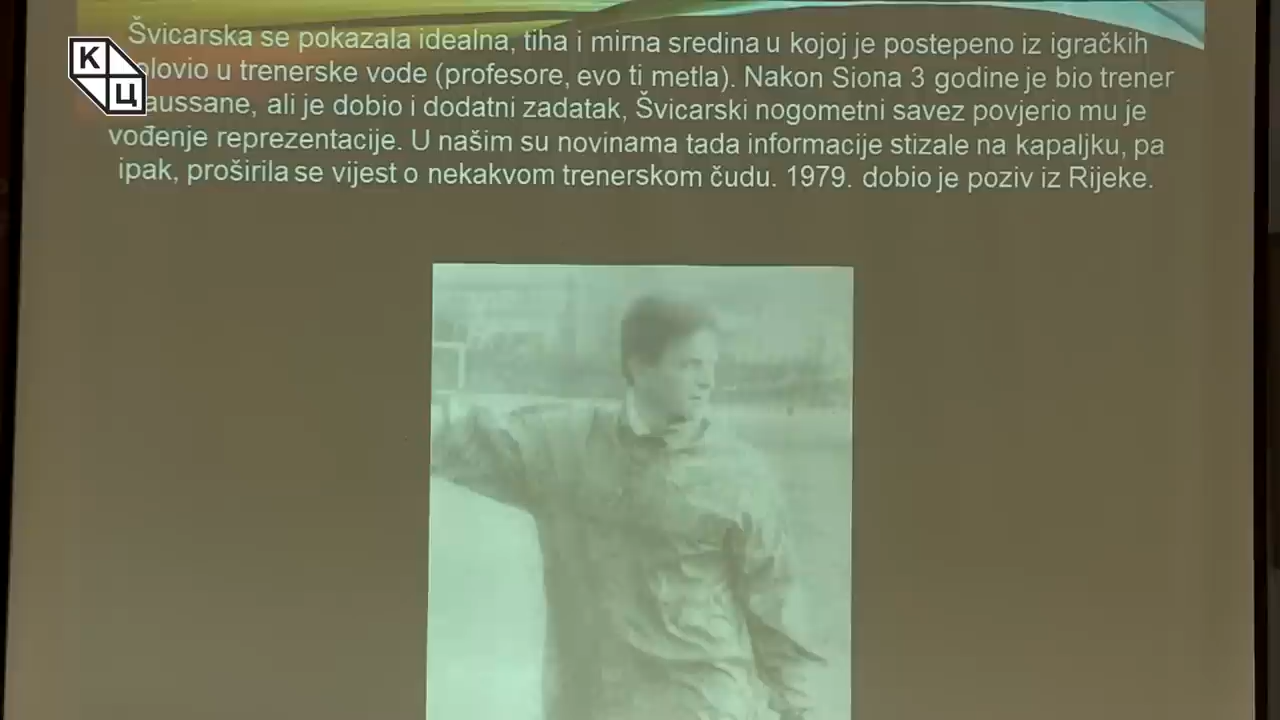 Švicarska se pokazala idealna, tiha i mirna sredina u kojoj je postepeno iz igračkih
u trenerske vode (profesore, evo ti metla). Nakon Siona 3 godine je bio trener
ali je dobio i dodatni zadatak, Švicarski nogometni savez povjerio mu je
vođenje reprezentacije. U našim su novinama tada informacije stizale na kapaljku, pa
ipak, proširila se vijest o nekakvom trenerskom čudu. 1979. dobio je poziv iz Rijeke.
К
Ц